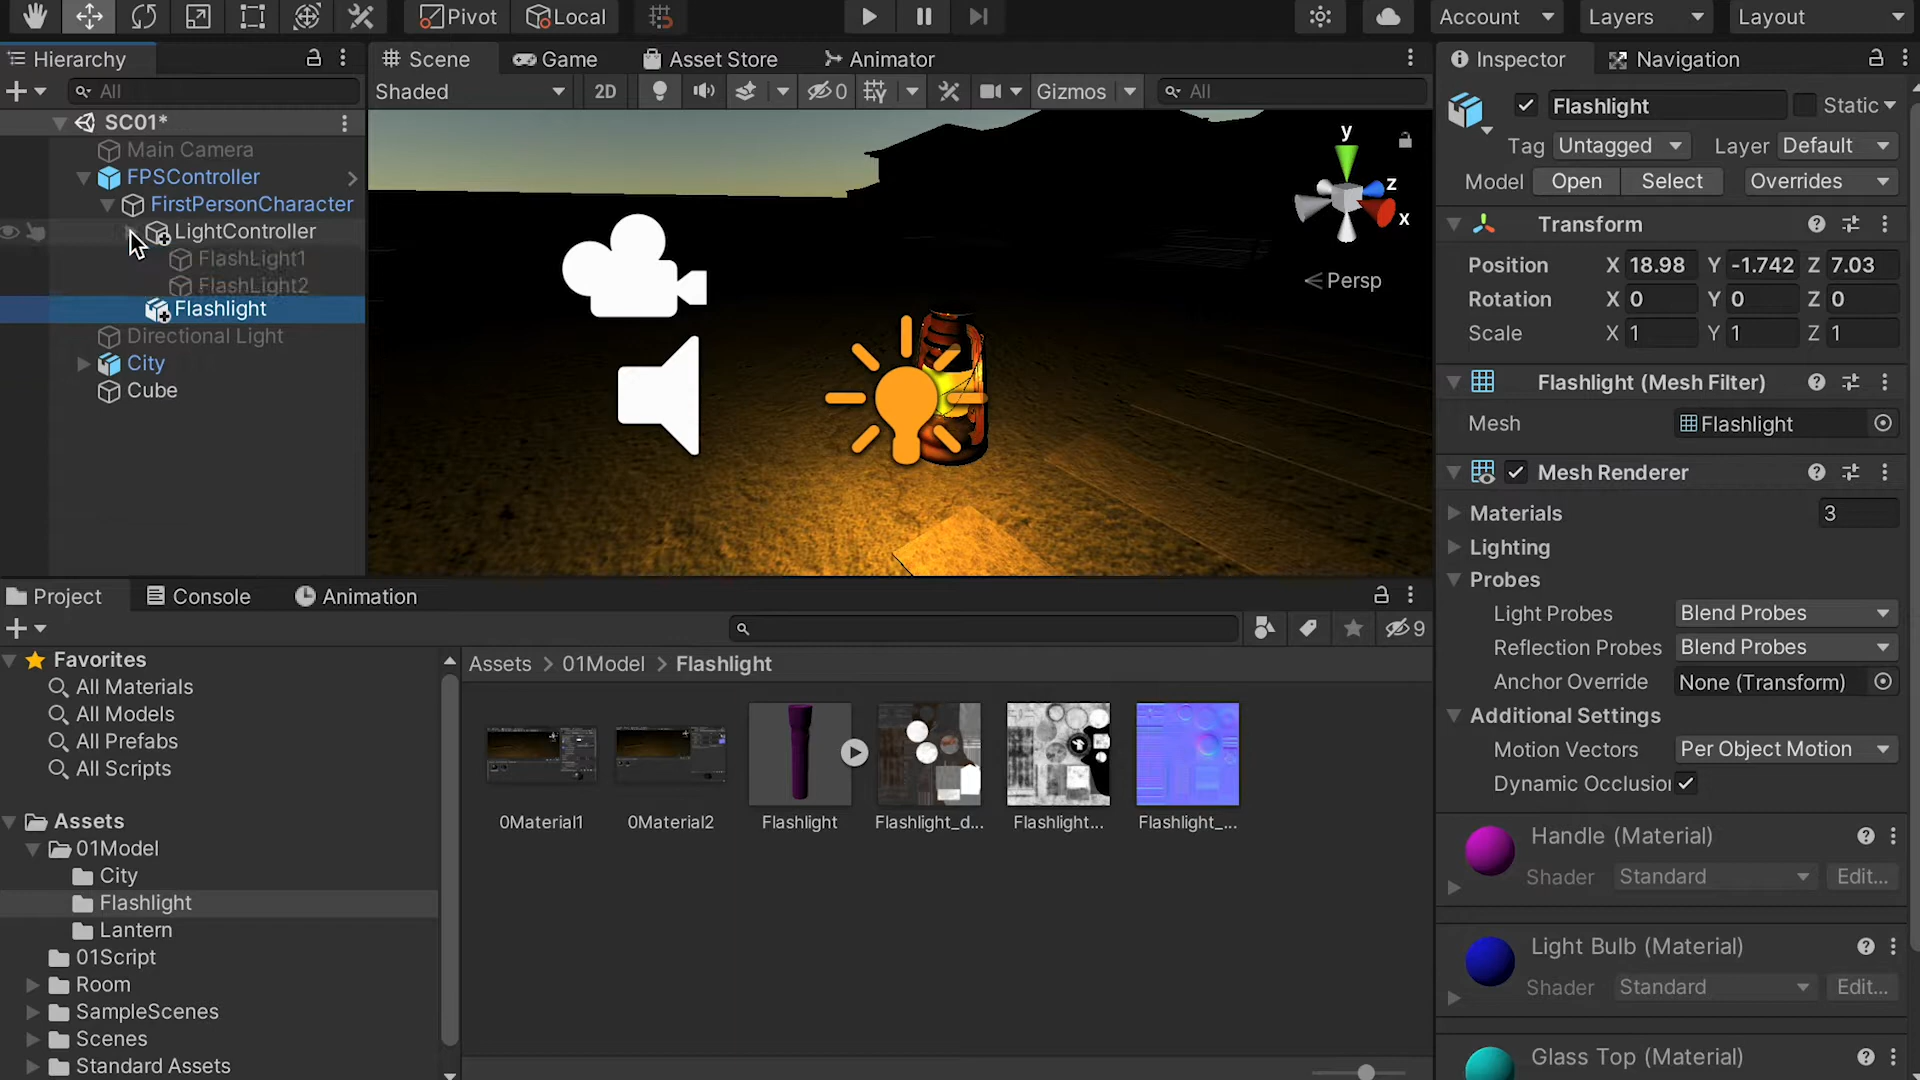 Pivot Local Account Layers Layout
Hierarchy Scene Game Asset Store Animator Inspector Navigation
All Shaded 2D 0 Gizmos All
Flashlight Static
SC01*
Main Camera
Tag Untagged Layer Default
FPSController
Model Open Select Overrides
FirstPersonCharacter
LightController
Transform
FlashLight1
Position X 18.98 Y -1.742 Z 7.03
FlashLight2
Rotation X 0 Y 0 Z 0
Flashlight
Scale X 1 Y 1 Z 1
Directional Light
City
Cube
y
z
x
Persp
Flashlight (Mesh Filter)
Mesh Flashlight
Mesh Renderer
Materials 3
Lighting
Probes
Light Probes Blend Probes
Reflection Probes Blend Probes
Anchor Override None (Transform)
Additional Settings
Motion Vectors Per Object Motion
Dynamic Occlusion
Handle (Material)
Shader Standard Edit...
Light Bulb (Material)
Shader Standard Edit...
Glass Top (Material)
Project Console Animation
9
Favorites
All Materials
All Models
All Prefabs
All Scripts
Assets
01Model
City
Flashlight
Lantern
01Script
Room
SampleScenes
Scenes
Standard Assets
Assets > 01Model > Flashlight
0Material1 0Material2 Flashlight Flashlight_d... Flashlight... Flashlight_...